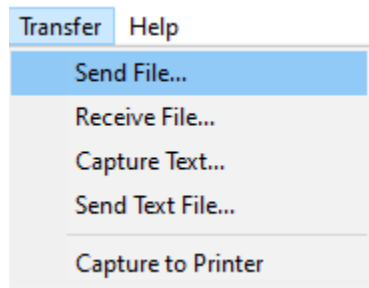 Transfer Help
Send File...
Receive File...
Capture Text...
Send Text File...
Capture to Printer